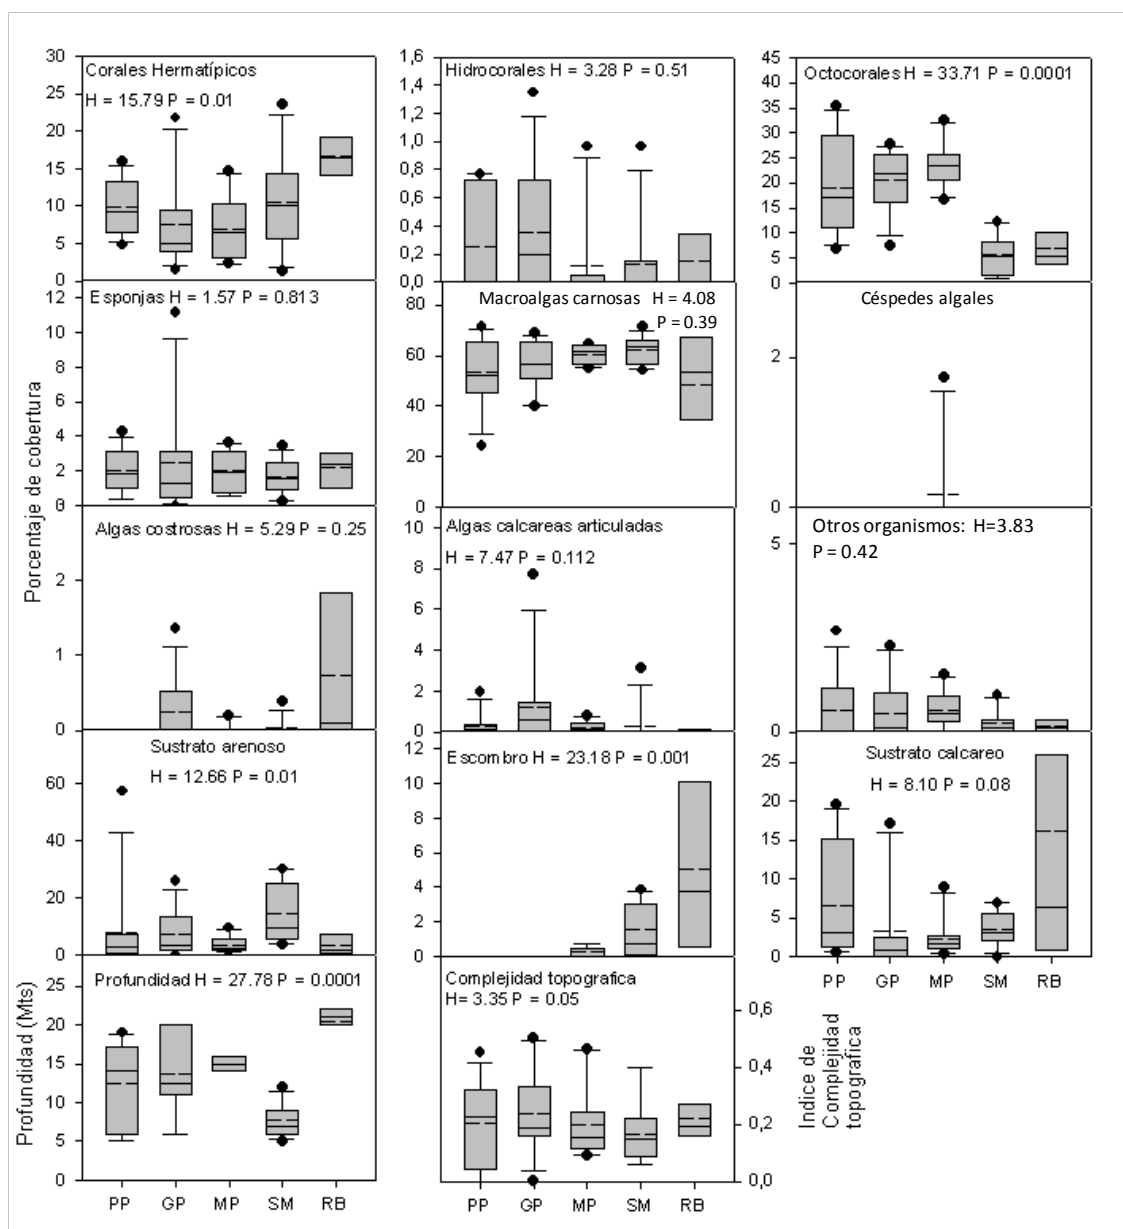 Porcentaje de cobertura
30
25
20
15
10
5
0
Corales Hermatípicos
H = 15.79 P = 0.01
1,6
1,4
1,2
1,0
0,8
0,6
0,4
0,2
0,0
Hidrocorales H = 3.28 P = 0.51
45
40
35
30
25
20
15
10
5
0
Octocorales H = 33.71 P = 0.0001
12
10
8
6
4
2
0
Esponjas H = 1.57 P = 0.813
80
60
40
20
0
Macroalgas carnosas H = 4.08
P = 0.39
2
0
Céspedes algales
2
1
0
Algas costrosas H = 5.29 P = 0.25
10
8
6
4
2
0
Algas calcareas articuladas
H = 7.47 P = 0.112
5
0
Otros organismos: H=3.83
P = 0.42
60
40
20
0
Sustrato arenoso
H = 12.66 P = 0.01
12
10
8
6
4
2
0
Escombro H = 23.18 P = 0.001
25
20
15
10
5
0
Sustrato calcareo
H = 8.10 P = 0.08
PP GP MP SM RB
Profundidad (Mts)
25
20
15
10
5
0
Profundidad H = 27.78 P = 0.0001
PP GP MP SM RB
Complejidad topografica
H= 3.35 P = 0.05
PP GP MP SM RB
0,6
0,4
0,2
0,0
Indice de
Complejidad
topografica